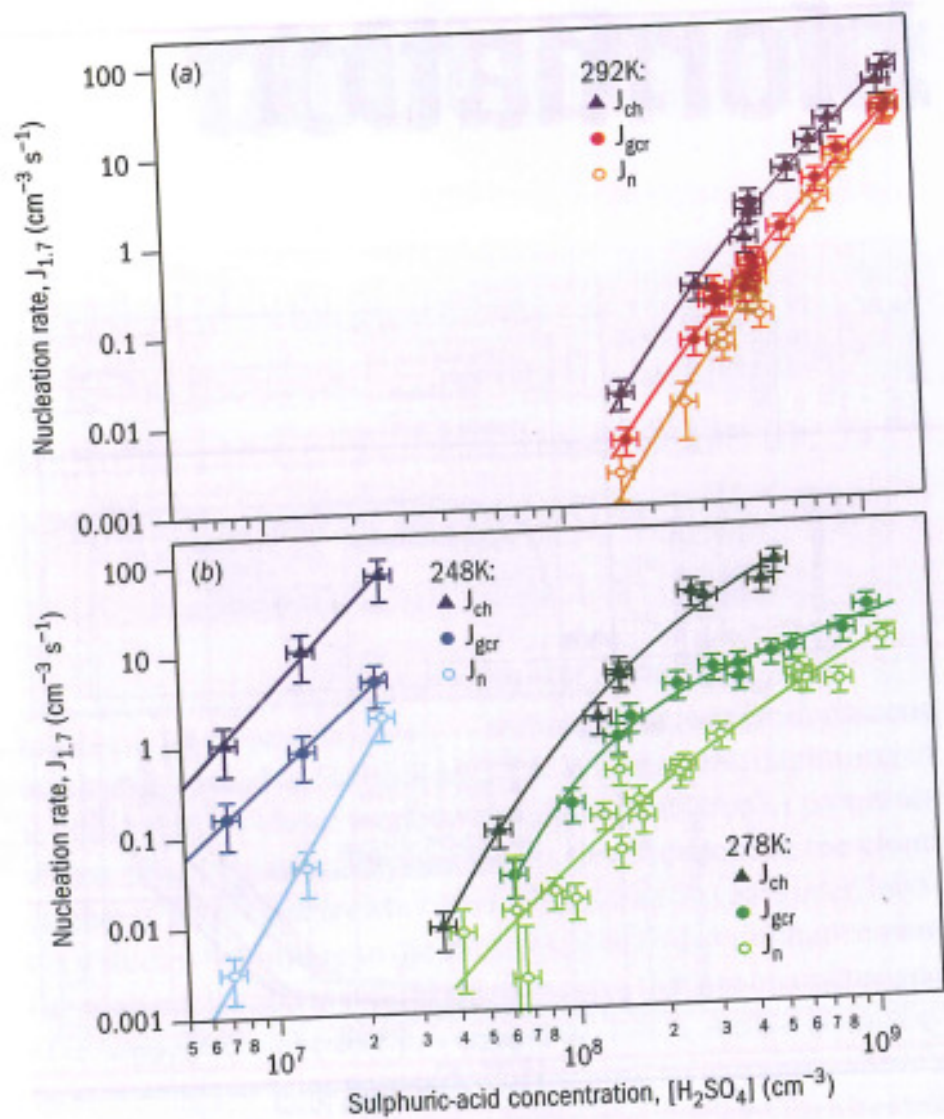 (a)
292K:
J_ch
J_gcr
J_n
100
10
1
0.1
0.01
0.001
Nucleation rate, J_1.7 (cm⁻³ s⁻¹)
(b)
248K:
J_ch
J_gcr
J_n
278K:
J_ch
J_gcr
J_n
100
10
1
0.1
0.01
0.001
Nucleation rate, J_1.7 (cm⁻³ s⁻¹)
5 6 7 8 10⁷ 2 3 4 5 6 7 8 10⁸ 2 3 4 5 6 7 8 10⁹
Sulphuric-acid concentration, [H₂SO₄] (cm⁻³)